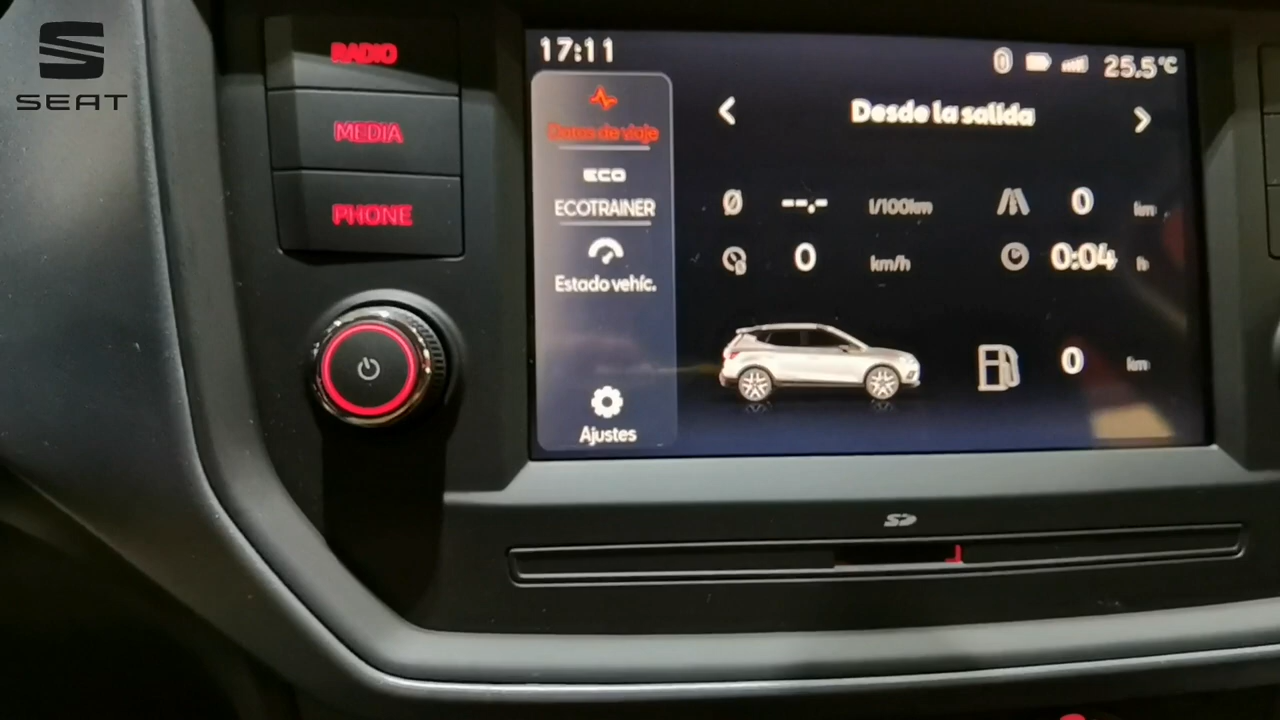 SEAT
RADIO
MEDIA
PHONE
17:11
25.5°C
Datos de viaje
ECO
ECOTRAINER
Estado vehíc.
Ajustes
Desde la salida
Ø --,- l/100km
0 km
0 km/h
0:04 h
0 km
SD